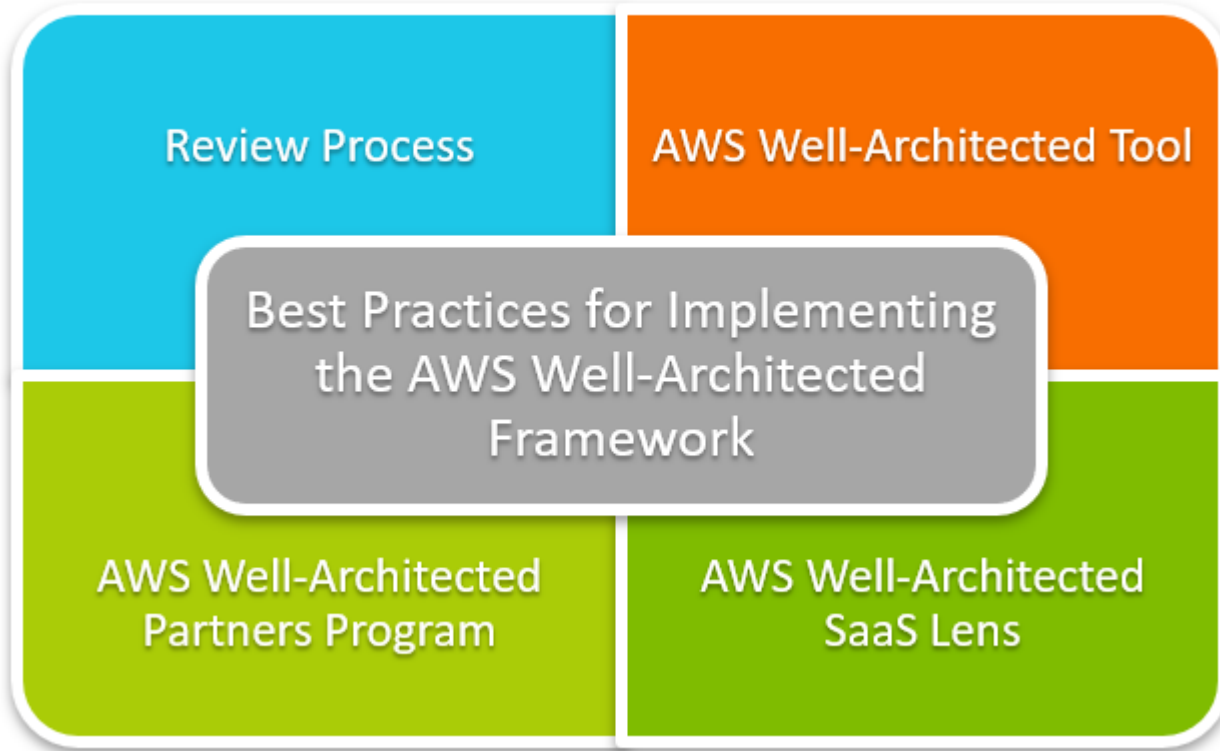 Review Process
AWS Well-Architected Tool
Best Practices for Implementing
the AWS Well-Architected
Framework
AWS Well-Architected
Partners Program
AWS Well-Architected
SaaS Lens